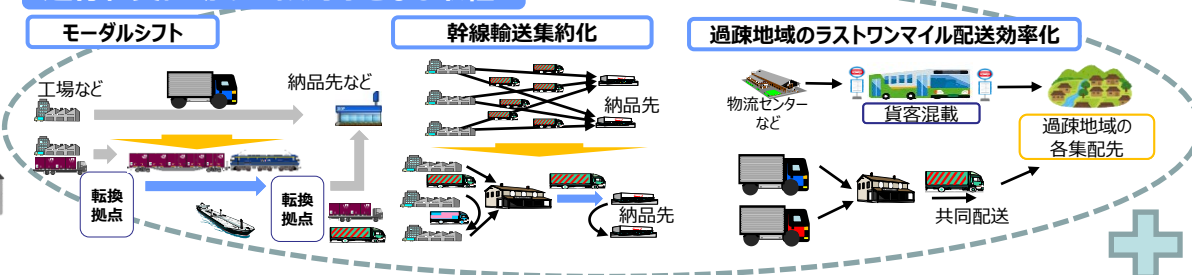 モーダルシフト
工場など
納品先など
転換
拠点
転換
拠点
幹線輸送集約化
納品先
納品先
過疎地域のラストワンマイル配送効率化
物流センター
など
貨客混載
過疎地域の
各集配先
共同配送